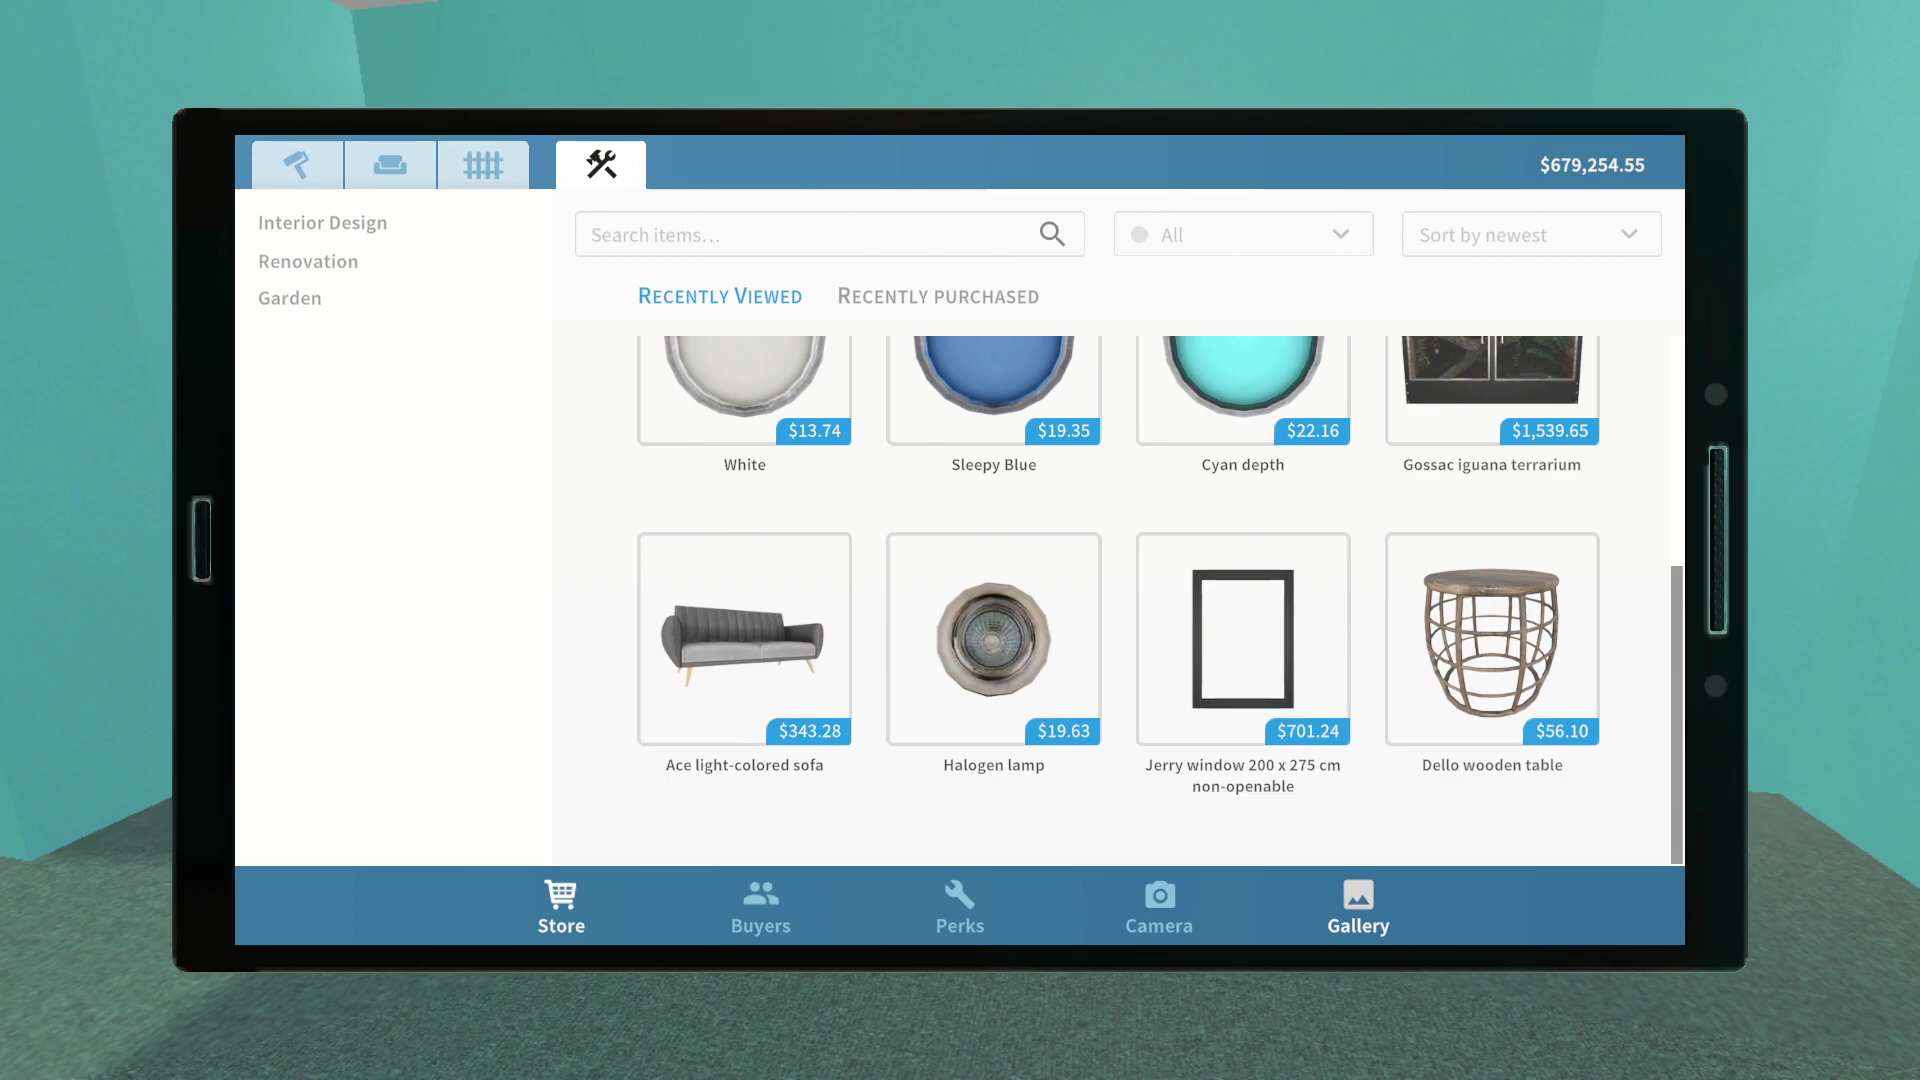 $679,254.55
Interior Design
Renovation
Garden
Search items...
All
Sort by newest
RECENTLY VIEWED
RECENTLY PURCHASED
$13.74
$19.35
$22.16
$1,539.65
White
Sleepy Blue
Cyan depth
Gossac iguana terrarium
$343.28
$19.63
$701.24
$56.10
Ace light-colored sofa
Halogen lamp
Jerry window 200 x 275 cm
non-openable
Dello wooden table
Store
Buyers
Perks
Camera
Gallery